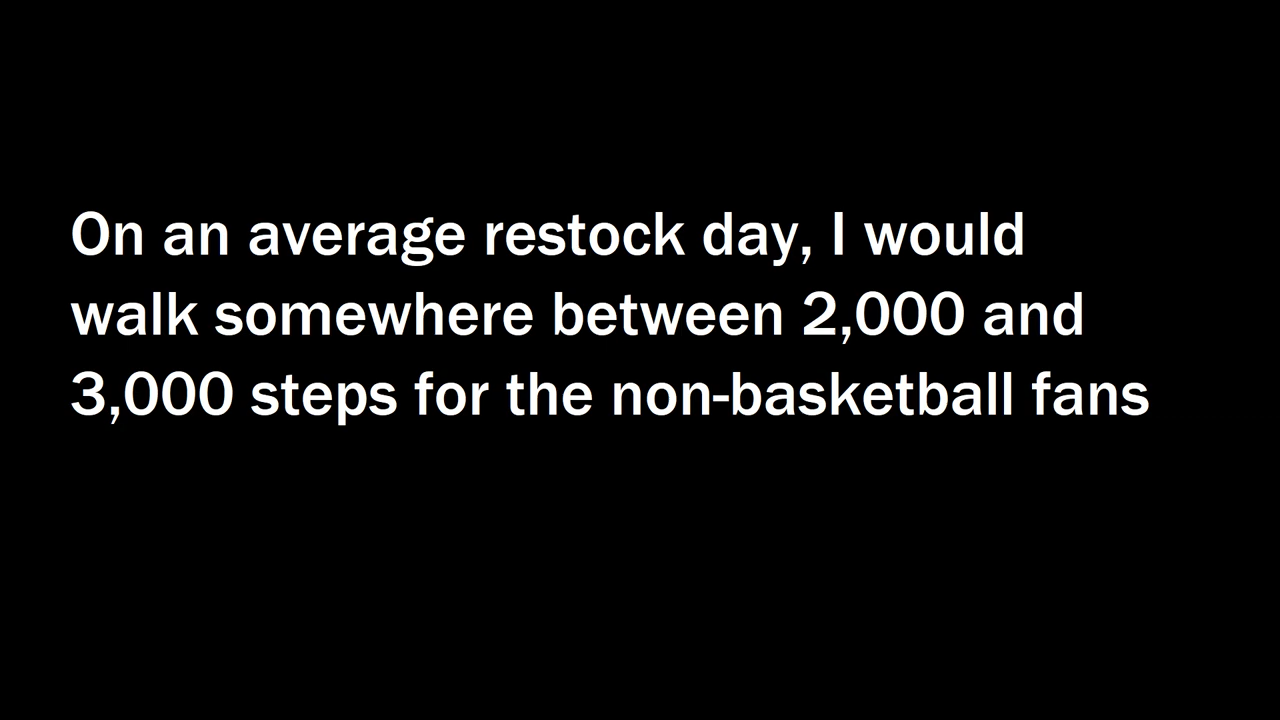 On an average restock day, I would
walk somewhere between 2,000 and
3,000 steps for the non-basketball fans